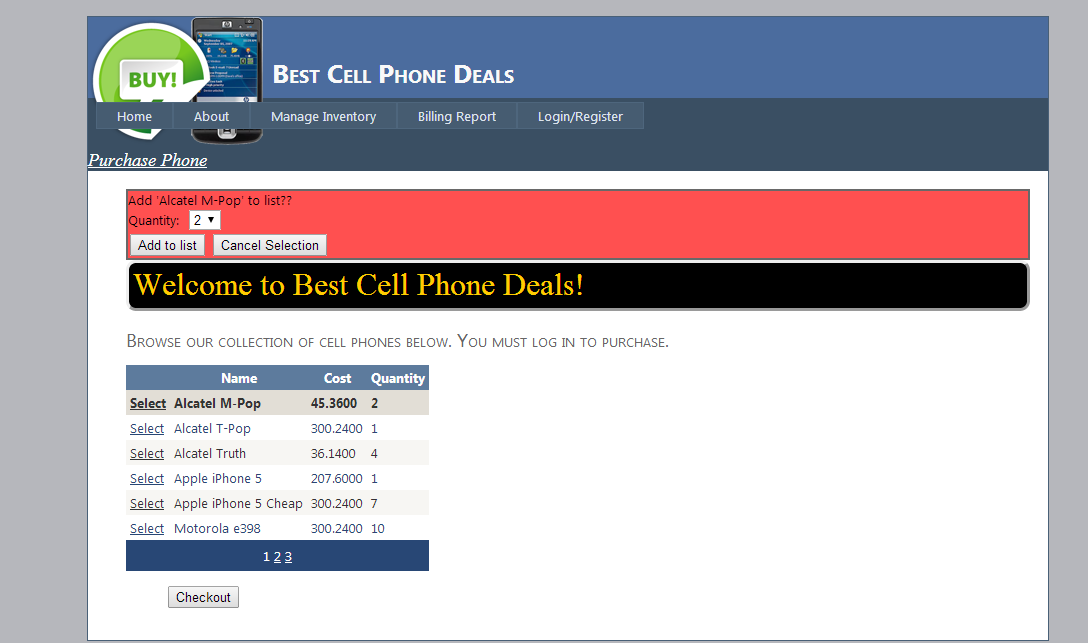 BUY!
Best Cell Phone Deals
Home About Manage Inventory Billing Report Login/Register
Purchase Phone
Add 'Alcatel M-Pop' to list??
Quantity: 2
Add to list Cancel Selection
Welcome to Best Cell Phone Deals!
Browse our collection of cell phones below. You must log in to purchase.
Name Cost Quantity
Select Alcatel M-Pop 45.3600 2
Select Alcatel T-Pop 300.2400 1
Select Alcatel Truth 36.1400 4
Select Apple iPhone 5 207.6000 1
Select Apple iPhone 5 Cheap 300.2400 7
Select Motorola e398 300.2400 10
1 2 3
Checkout